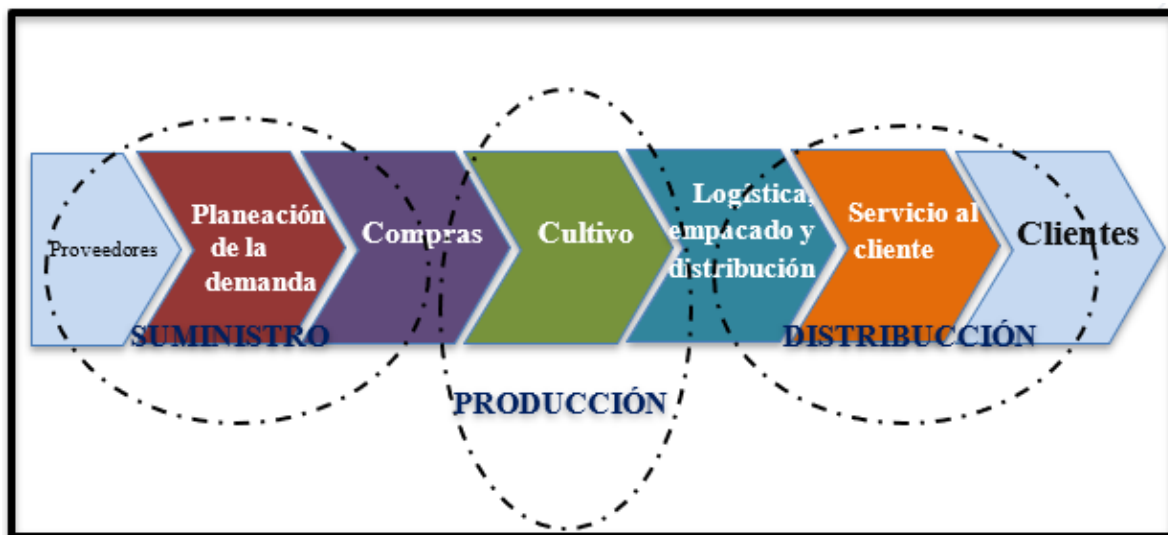 Proveedores
Planeación
de la
demanda
Compras
Cultivo
Logística,
empacado y
distribución
Servicio al
cliente
Clientes
SUMINISTRO
PRODUCCIÓN
DISTRIBUCCIÓN